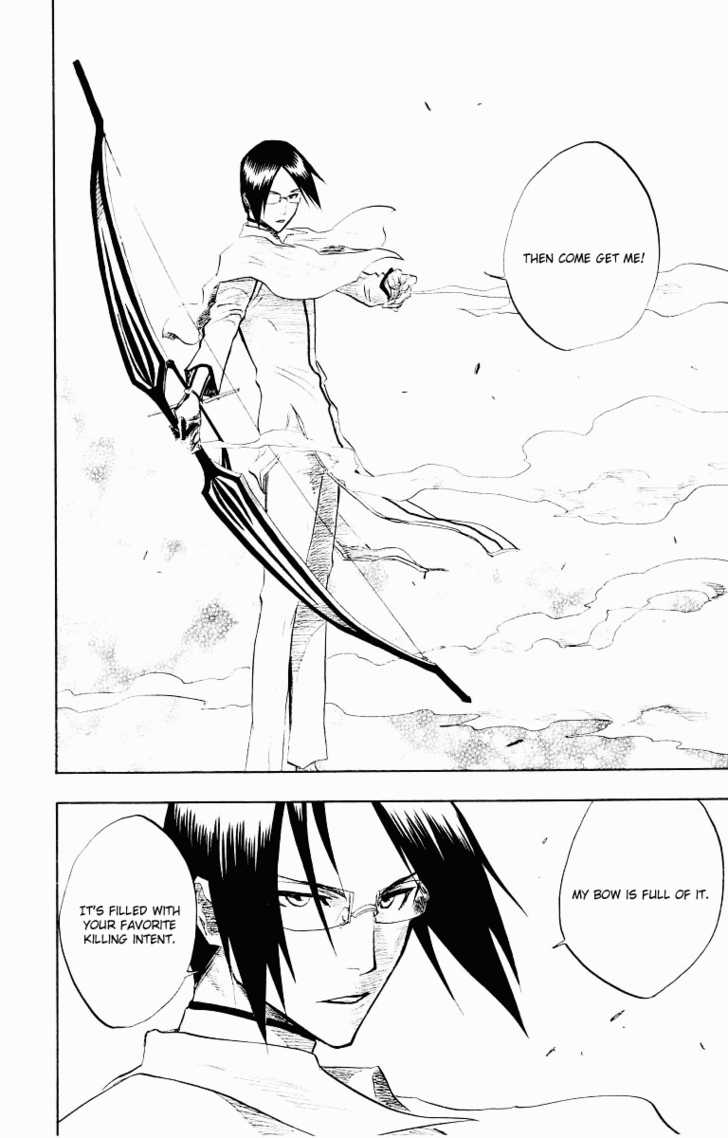 THEN COME GET ME!
MY BOW IS FULL OF IT.
IT'S FILLED WITH
YOUR FAVORITE
KILLING INTENT.